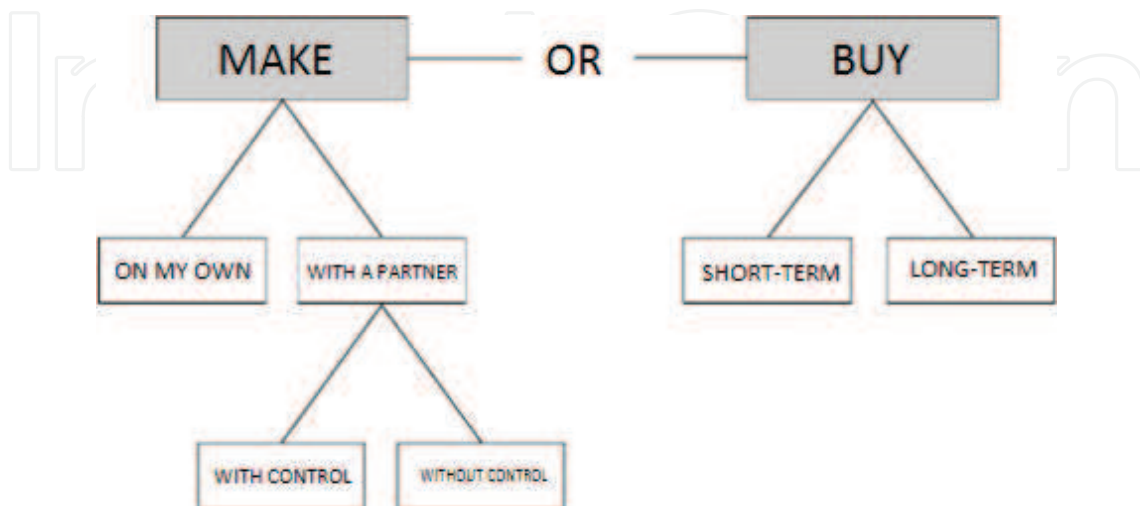 MAKE OR BUY
ON MY OWN WITH A PARTNER SHORT-TERM LONG-TERM
WITH CONTROL WITHOUT CONTROL